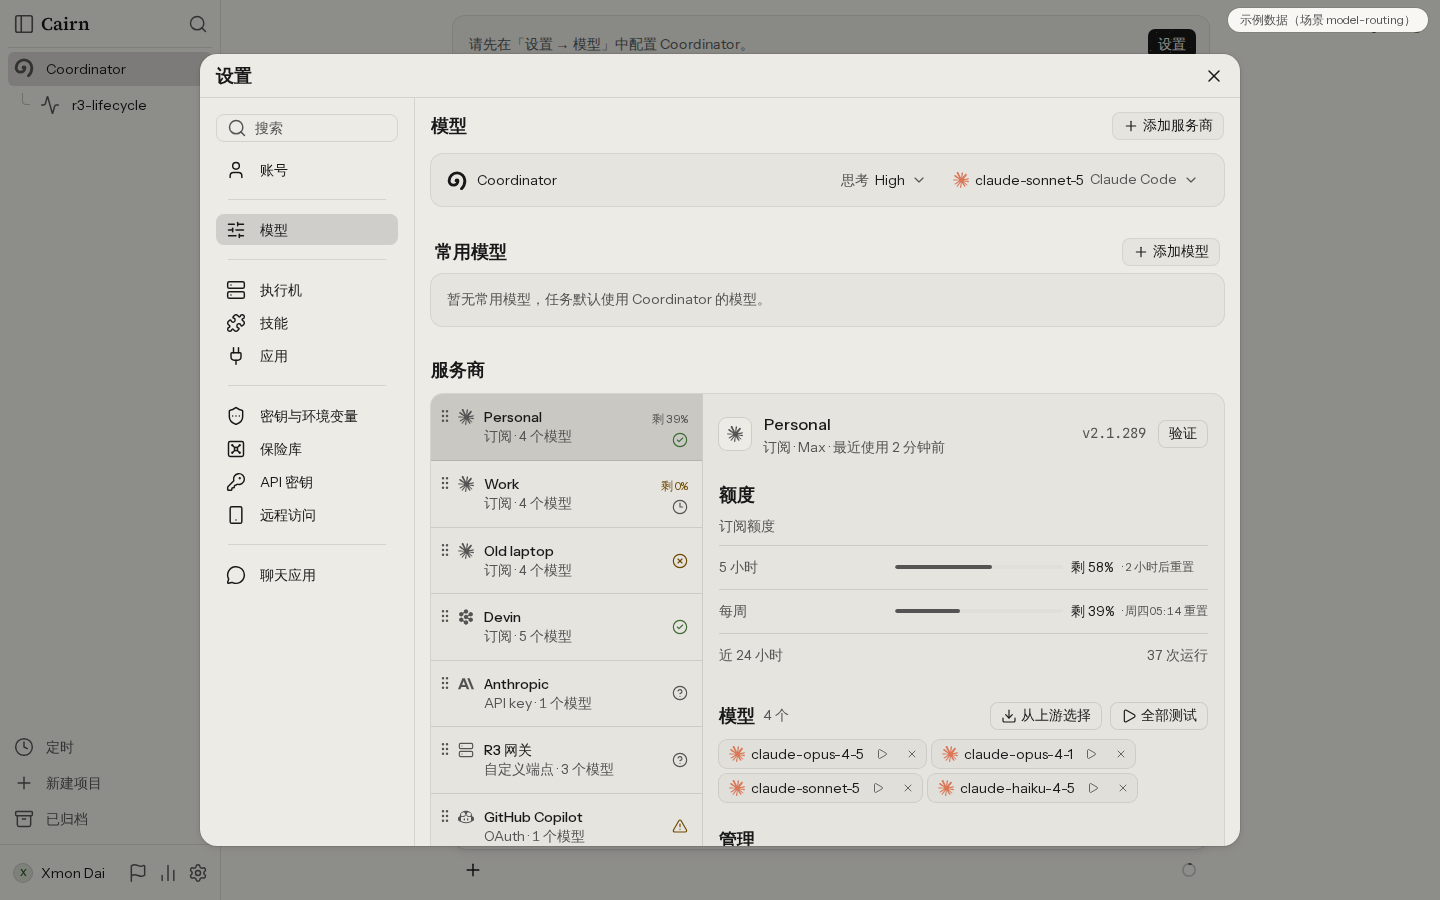 Cairn
Coordinator
r3-lifecycle
定时
新建项目
已归档
X
Xmon Dai
请先在「设置 → 模型」中配置 Coordinator。
设置
示例数据（场景 model-routing）
设置
搜索
账号
模型
执行机
技能
应用
密钥与环境变量
保险库
API 密钥
远程访问
聊天应用
模型
添加服务商
Coordinator
思考 High
claude-sonnet-5 Claude Code
常用模型
添加模型
暂无常用模型，任务默认使用 Coordinator 的模型。
服务商
Personal
剩 39%
订阅 · 4 个模型
Work
剩 0%
订阅 · 4 个模型
Old laptop
订阅 · 4 个模型
Devin
订阅 · 5 个模型
Anthropic
API key · 1 个模型
R3 网关
自定义端点 · 3 个模型
GitHub Copilot
OAuth · 1 个模型
Personal
订阅 · Max · 最近使用 2 分钟前
v2.1.289
验证
额度
订阅额度
5 小时
剩 58% · 2 小时后重置
每周
剩 39% · 周四05:14 重置
近 24 小时
37 次运行
模型 4 个
从上游选择
全部测试
claude-opus-4-5
claude-opus-4-1
claude-sonnet-5
claude-haiku-4-5
管理